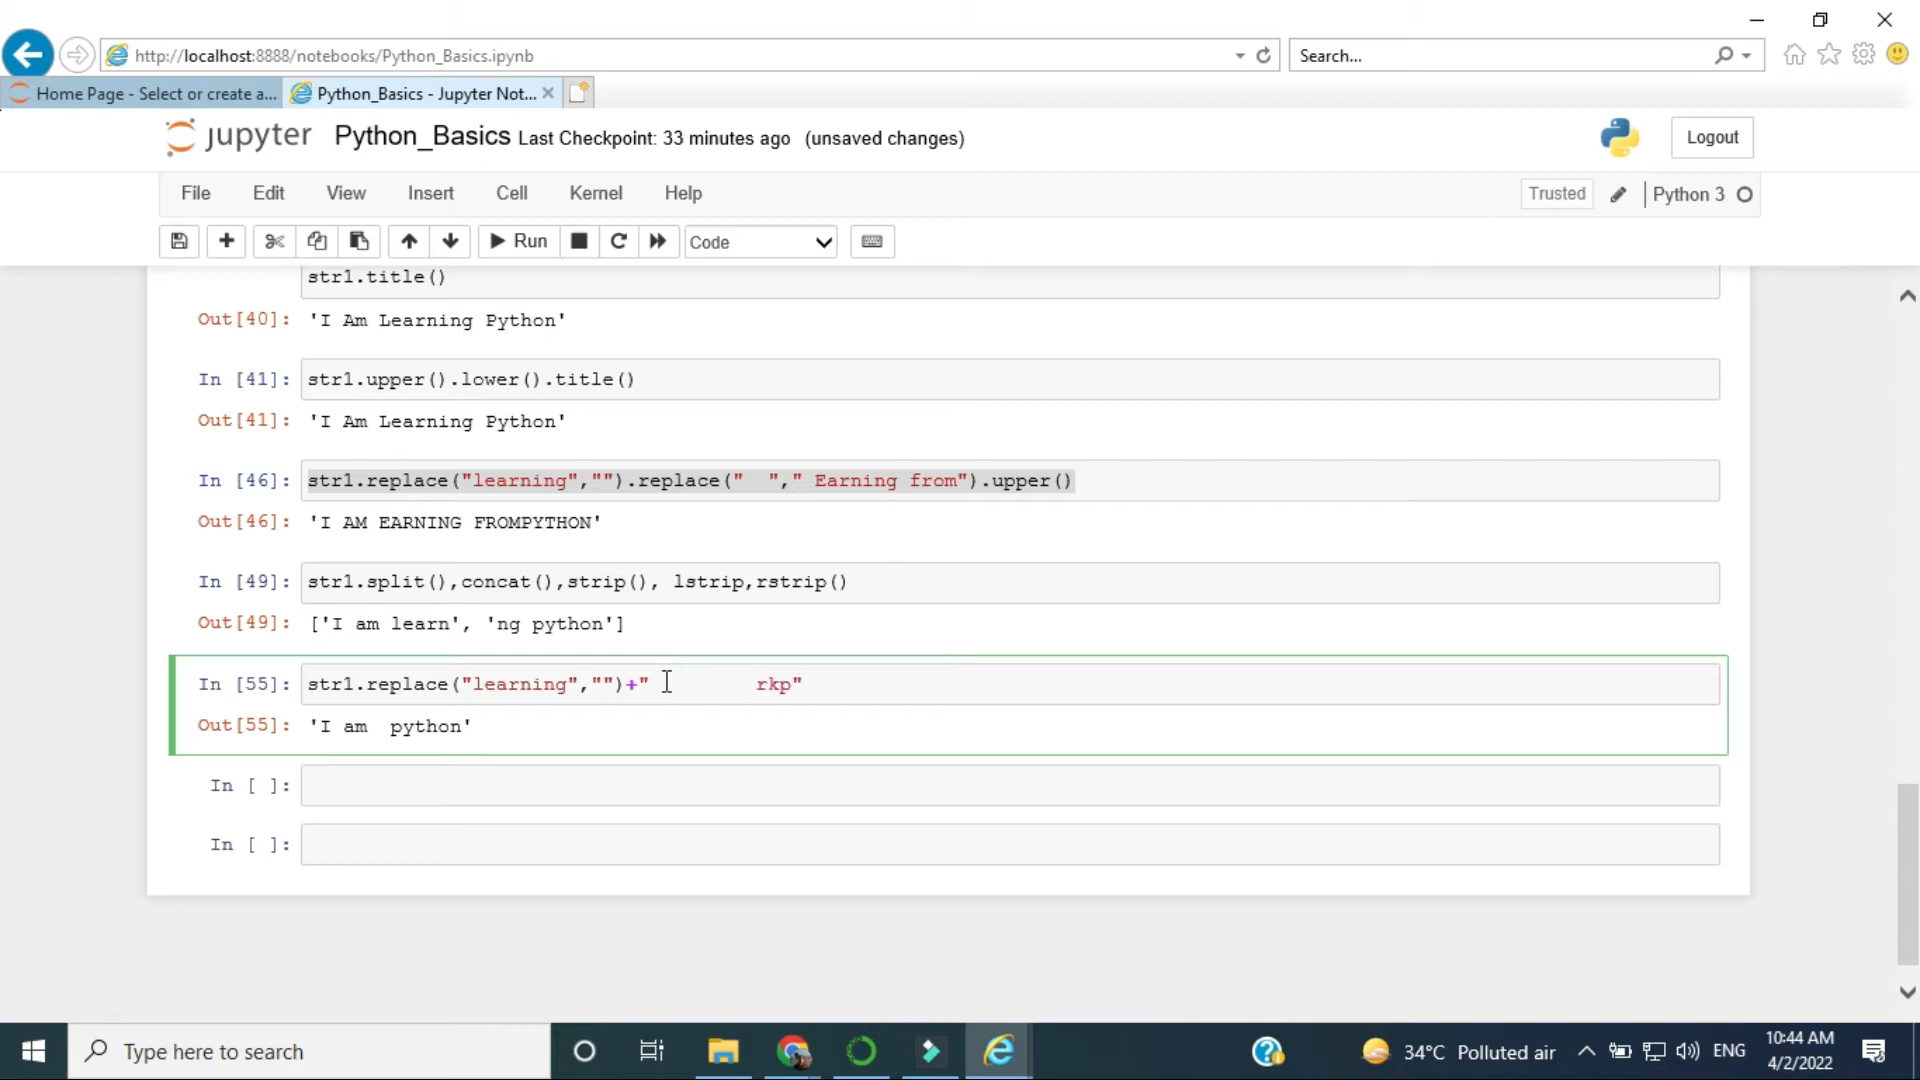 http://localhost:8888/notebooks/Python_Basics.ipynb
Search...
Home Page - Select or create a...
Python_Basics - Jupyter Not...
jupyter Python_Basics Last Checkpoint: 33 minutes ago (unsaved changes)
Logout
File Edit View Insert Cell Kernel Help
Trusted
Python 3
Run
Code
str1.title()
Out[40]: 'I Am Learning Python'
In [41]: str1.upper().lower().title()
Out[41]: 'I Am Learning Python'
In [46]: str1.replace("learning","").replace("  "," Earning from").upper()
Out[46]: 'I AM EARNING FROMPYTHON'
In [49]: str1.split(),concat(),strip(), lstrip,rstrip()
Out[49]: ['I am learn', 'ng python']
In [55]: str1.replace("learning","")+"         rkp"
Out[55]: 'I am  python'
In [ ]:
In [ ]:
Type here to search
34°C Polluted air
ENG
10:44 AM
4/2/2022